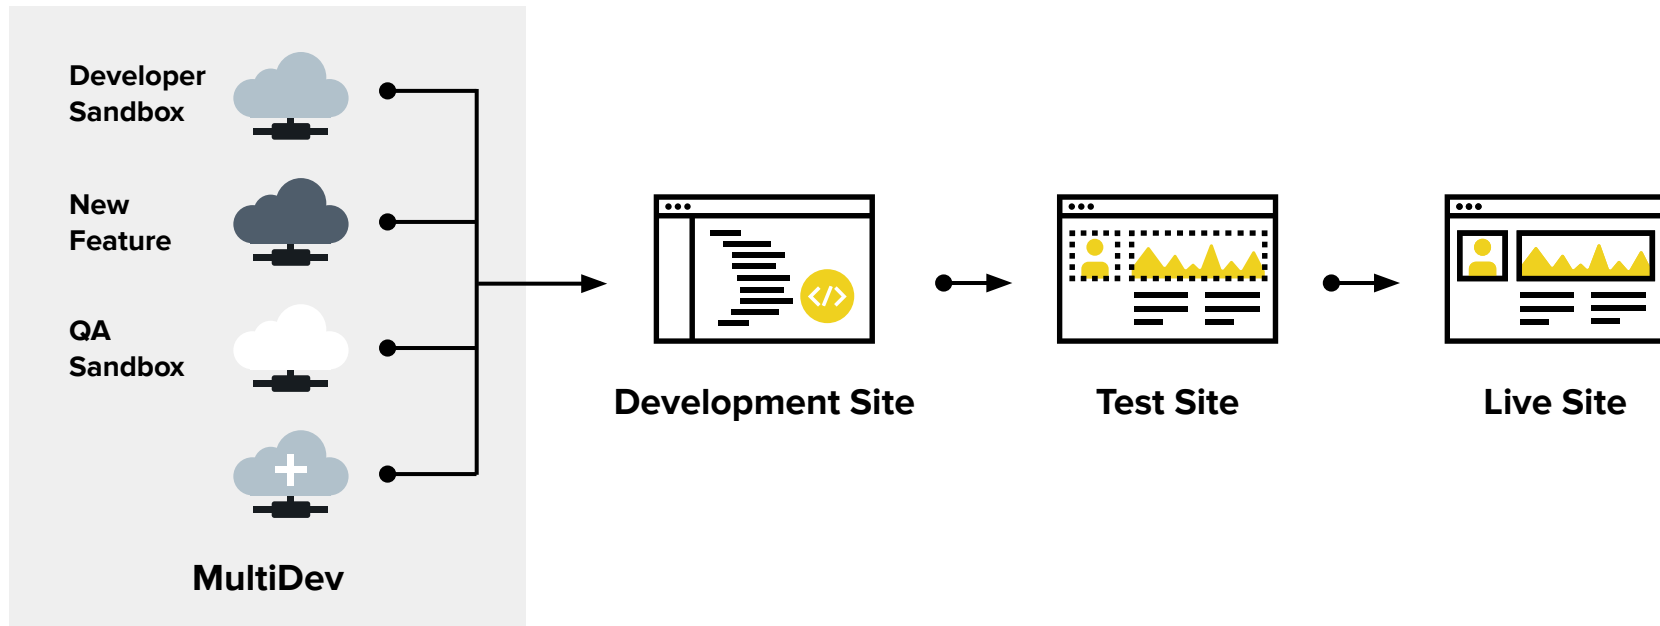 Developer
Sandbox
New
Feature
QA
Sandbox
MultiDev
</>
Development Site
Test Site
Live Site